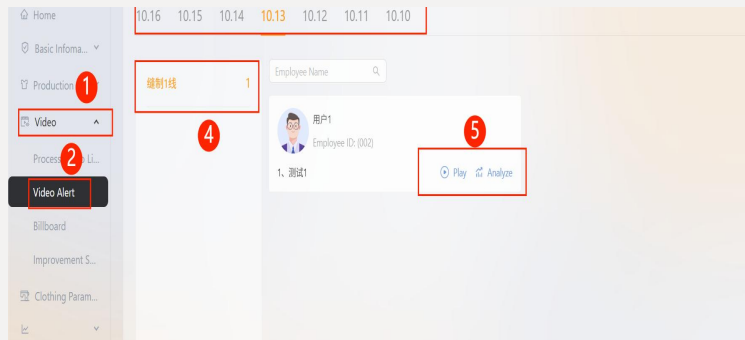 Home
10.16 10.15 10.14 10.13 10.12 10.11 10.10
Basic Infoma...
Production
1
Video
2
Process Li...
Video Alert
Billboard
Improvement S...
Clothing Param...
缝制1线 1
4
Employee Name
用户1
Employee ID: (002)
1、测试1
5
Play Analyze